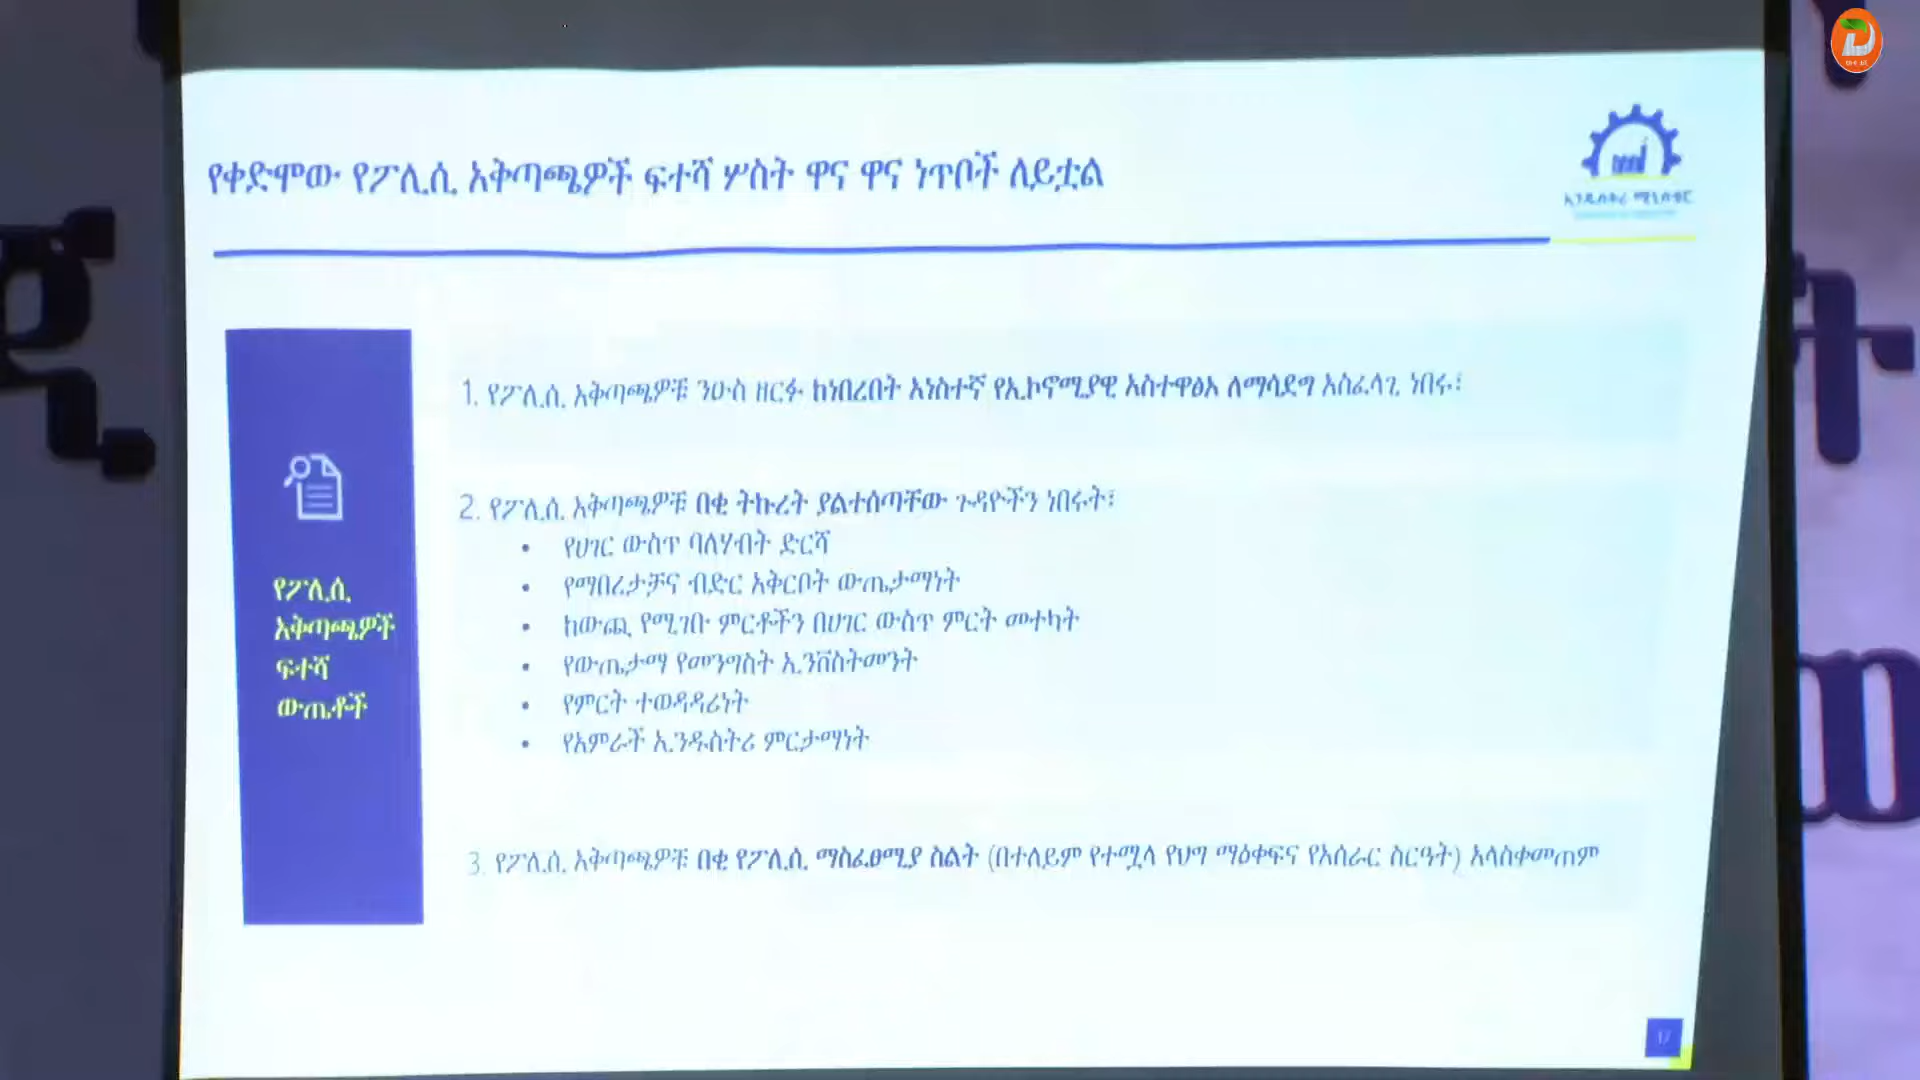 የቀድሞው የፖሊሲ አቅጣጫዎች ፍተሻ ሦስት ዋና ዋና ነጥቦች ለይቷል
ኢንዱስትሪ ሚኒስቴር
የፖሊሲ
አቅጣጫዎች
ፍተሻ
ውጤቶች
1. የፖሊሲ አቅጣጫዎቹ ንዑስ ዘርፉ ከነበረበት አነስተኛ የኢኮኖሚያዊ አስተዋፅኦ ለማሳደግ አስፈላጊ ነበሩ፣
2. የፖሊሲ አቅጣጫዎቹ በቂ ትኩረት ያልተሰጣቸው ጉዳዮችን ነበሩት፣
• የሀገር ውስጥ ባለሃብት ድርሻ
• የማበረታቻና ብድር አቅርቦት ውጤታማነት
• ከውጪ የሚገቡ ምርቶችን በሀገር ውስጥ ምርት መተካት
• የውጤታማ የመንግስት ኢንቨስትመንት
• የምርት ተወዳዳሪነት
• የአምራች ኢንዱስትሪ ምርታማነት
3. የፖሊሲ አቅጣጫዎቹ በቂ የፖሊሲ ማስፈፀሚያ ስልት (በተለይም የተሟላ የህግ ማዕቀፍና የአሰራር ስርዓት) አላስቀመጠም
17